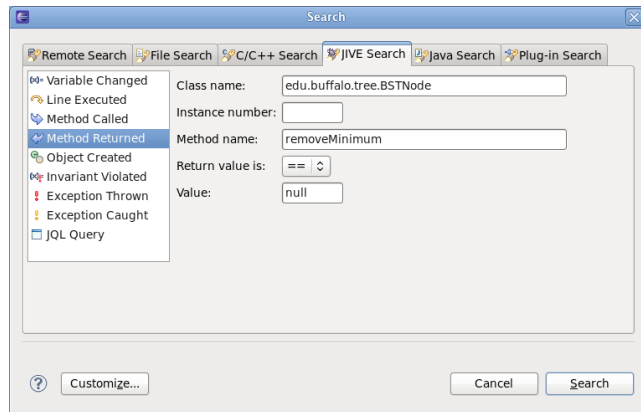 Search
Remote Search File Search C/C++ Search JIVE Search Java Search Plug-in Search
Variable Changed
Line Executed
Method Called
Method Returned
Object Created
Invariant Violated
Exception Thrown
Exception Caught
JQL Query
Class name: edu.buffalo.tree.BSTNode
Instance number:
Method name: removeMinimum
Return value is: ==
Value: null
? Customize... Cancel Search